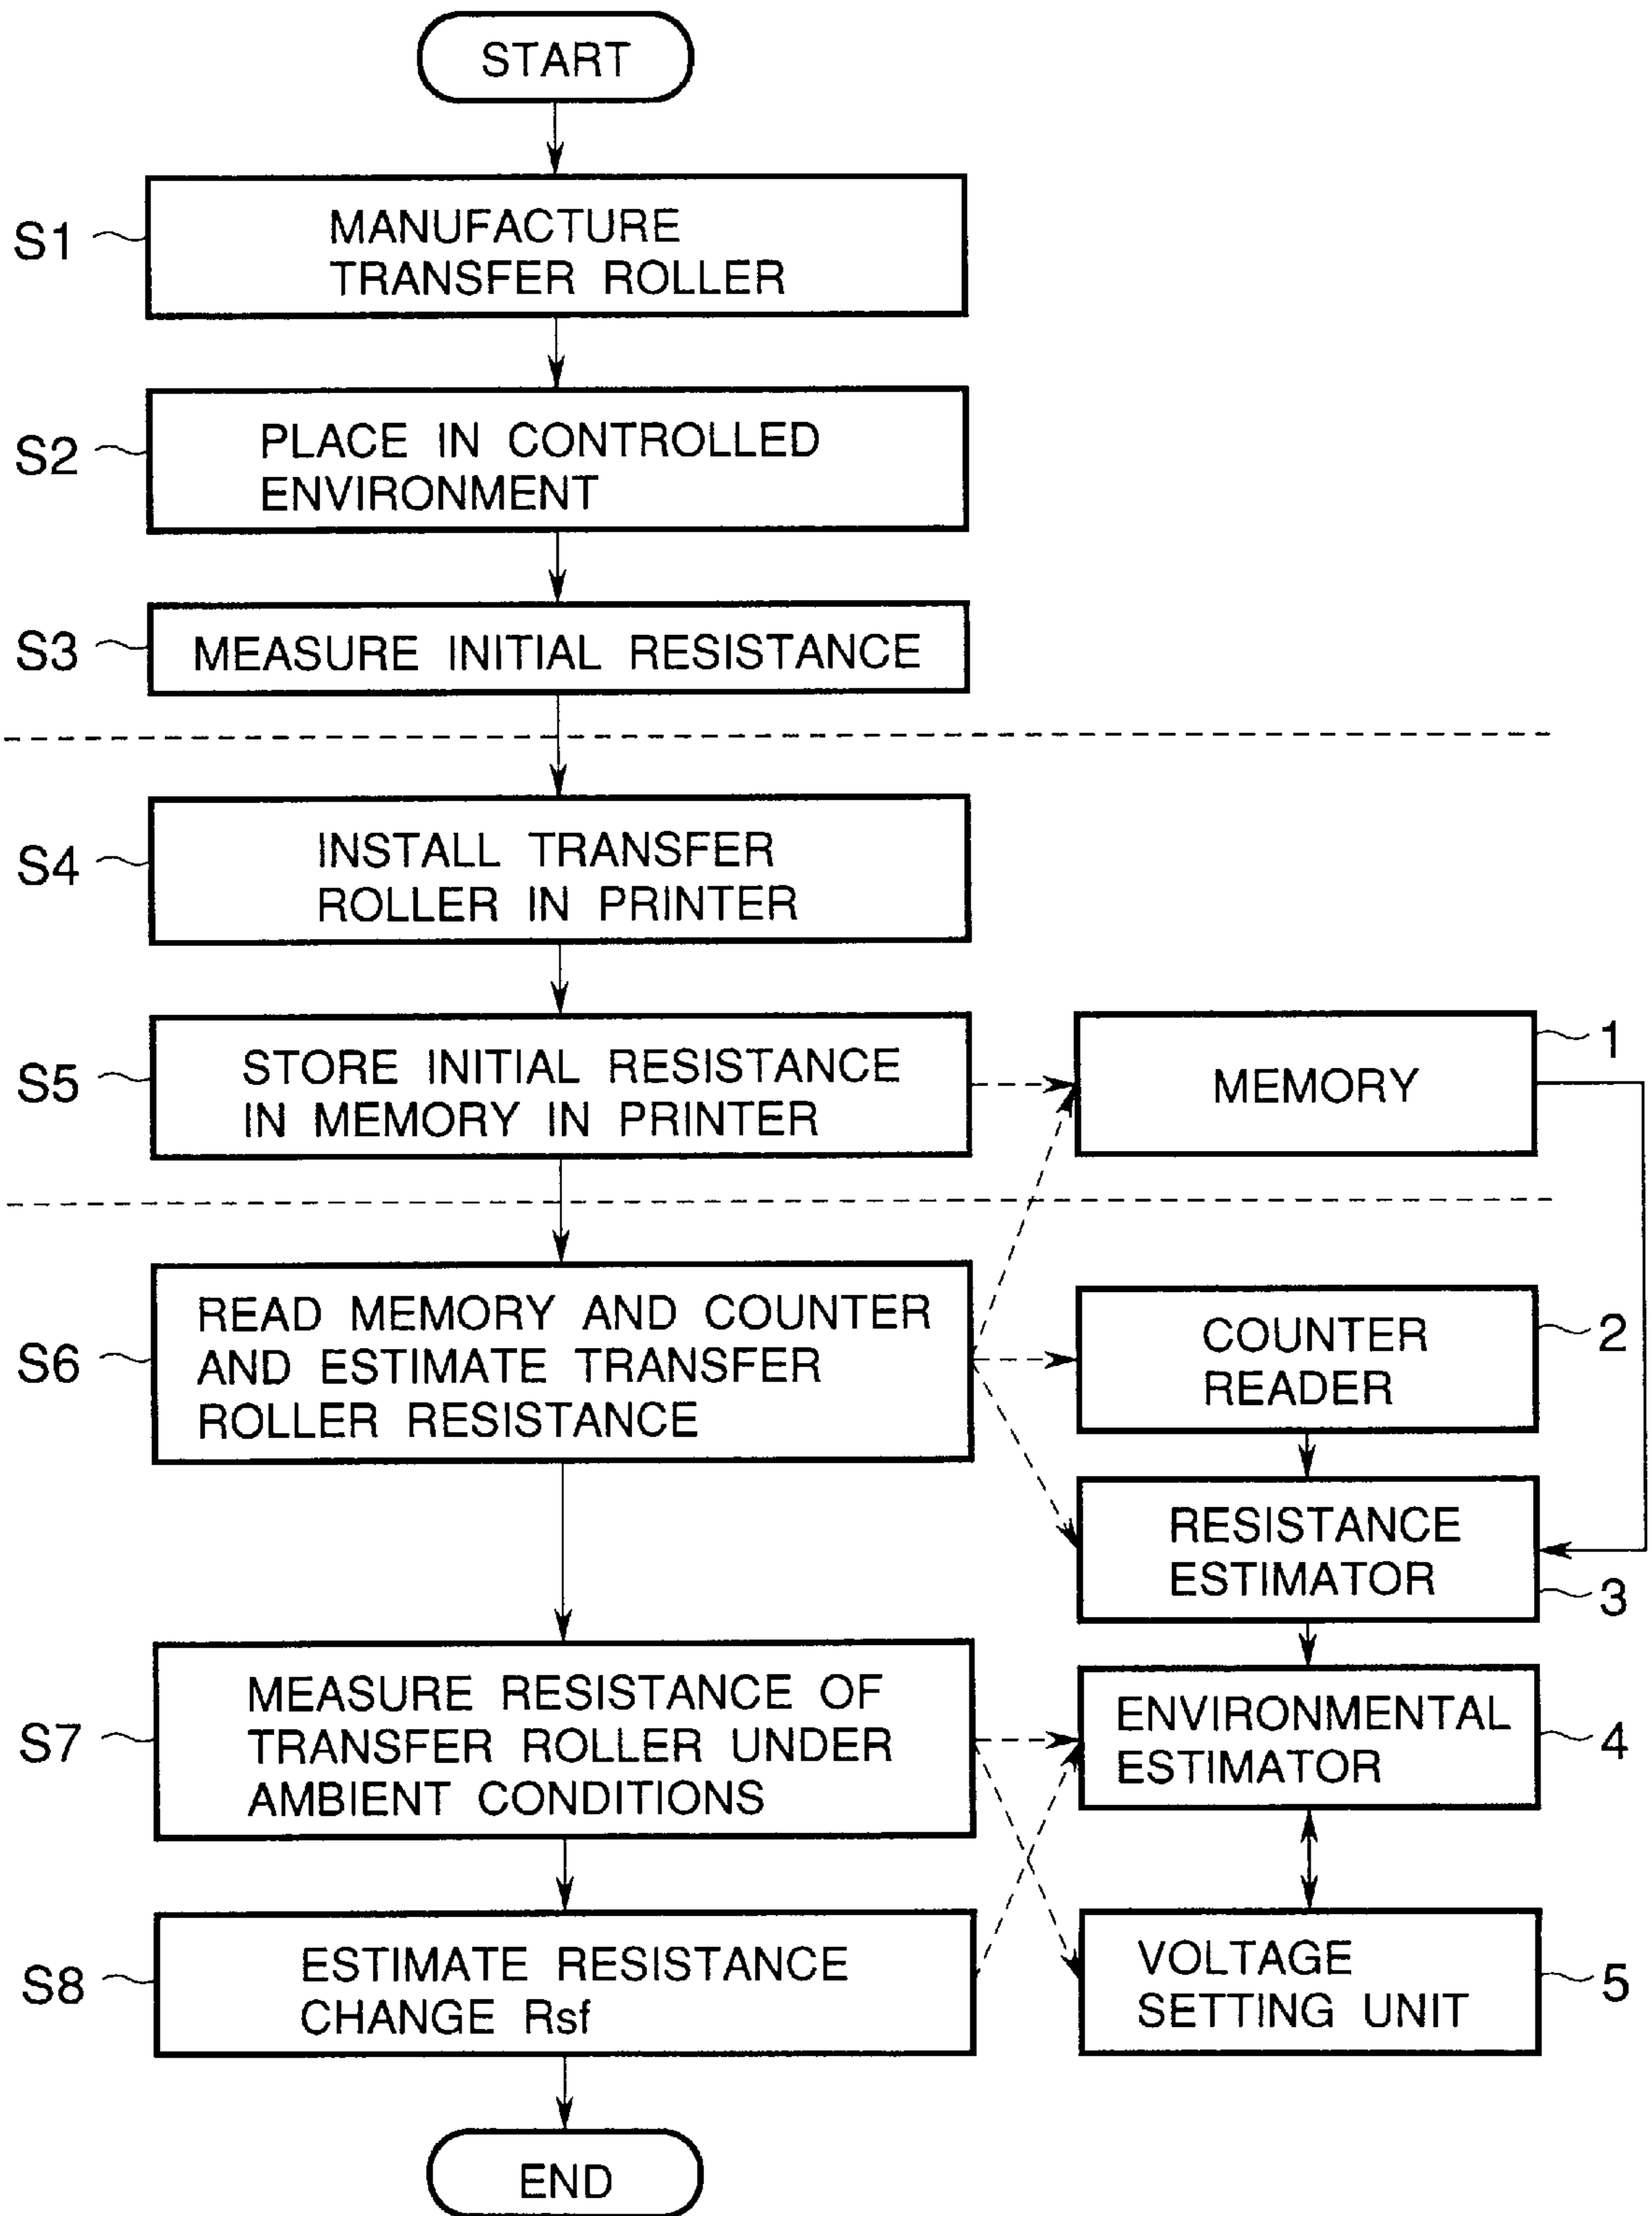 START
S1
MANUFACTURE
TRANSFER ROLLER
S2
PLACE IN CONTROLLED
ENVIRONMENT
S3
MEASURE INITIAL RESISTANCE
S4
INSTALL TRANSFER
ROLLER IN PRINTER
S5
STORE INITIAL RESISTANCE
IN MEMORY IN PRINTER
MEMORY
1
S6
READ MEMORY AND COUNTER
AND ESTIMATE TRANSFER
ROLLER RESISTANCE
COUNTER
READER
2
RESISTANCE
ESTIMATOR
3
S7
MEASURE RESISTANCE OF
TRANSFER ROLLER UNDER
AMBIENT CONDITIONS
ENVIRONMENTAL
ESTIMATOR
4
S8
ESTIMATE RESISTANCE
CHANGE Rsf
VOLTAGE
SETTING UNIT
5
END